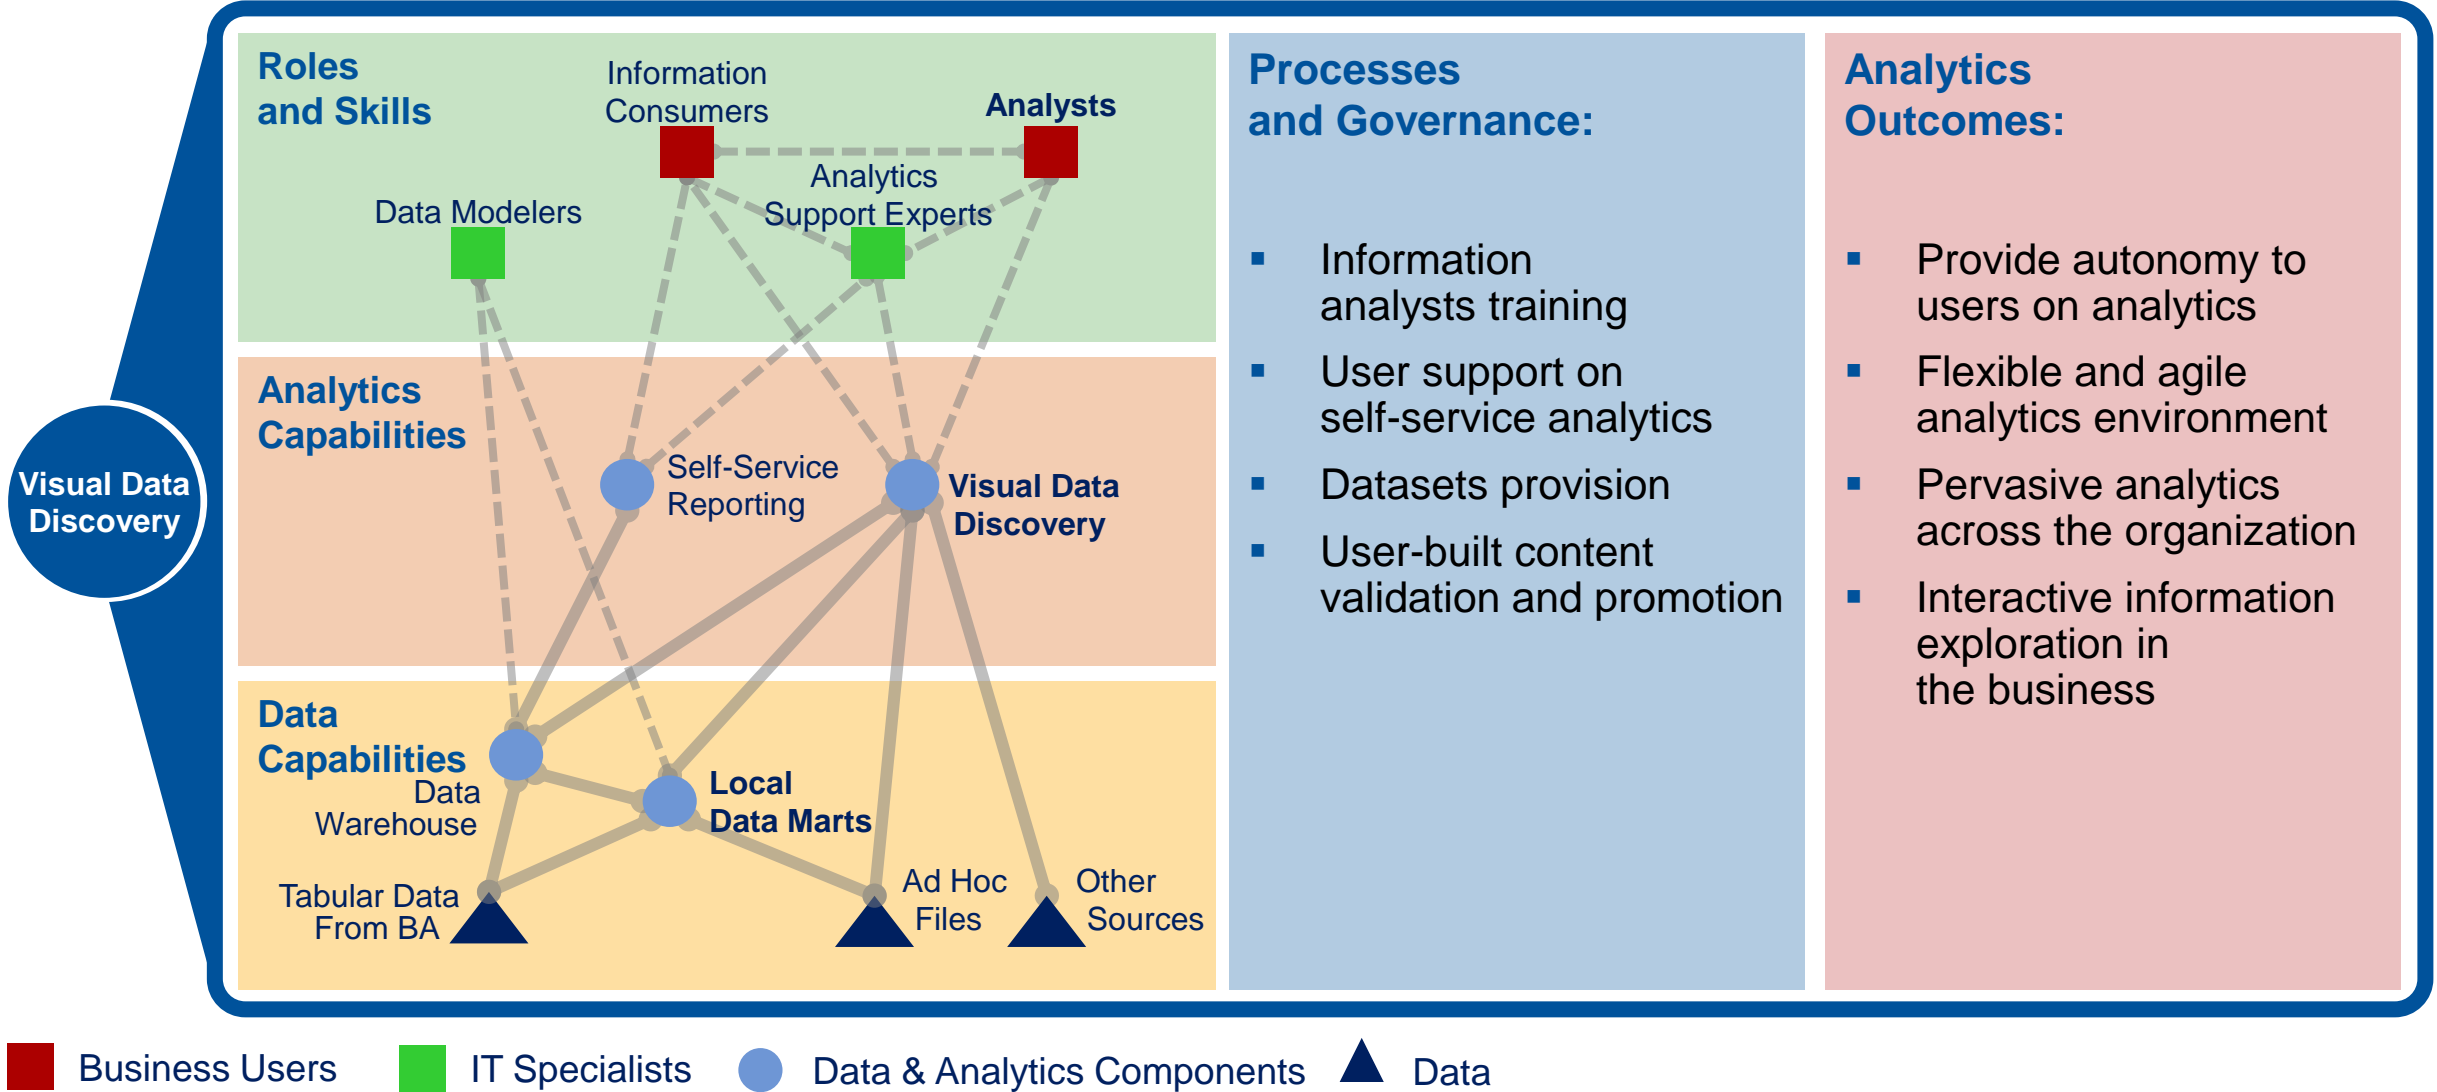 Visual Data
Discovery
Roles
and Skills
Information
Consumers
Analysts
Analytics
Support Experts
Data Modelers
Analytics
Capabilities
Self-Service
Reporting
Visual Data
Discovery
Data
Capabilities
Data
Warehouse
Local
Data Marts
Tabular Data
From BA
Ad Hoc
Files
Other
Sources
Processes
and Governance:
▪ Information
analysts training
▪ User support on
self-service analytics
▪ Datasets provision
▪ User-built content
validation and promotion
Analytics
Outcomes:
▪ Provide autonomy to
users on analytics
▪ Flexible and agile
analytics environment
▪ Pervasive analytics
across the organization
▪ Interactive information
exploration in
the business
Business Users
IT Specialists
Data & Analytics Components
Data